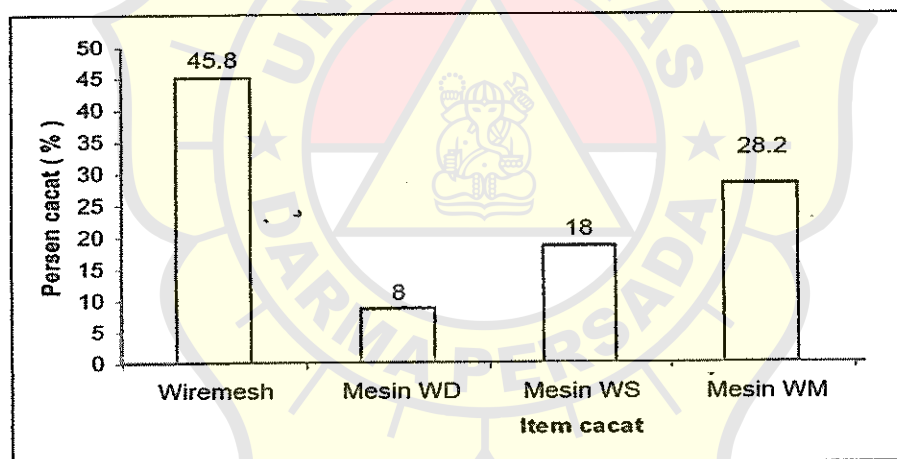 UNIVERSITAS
DARMA PERSADA
Persen cacat ( % )
50
45
40
35
30
25
20
15
10
5
0
45.8
8
18
28.2
Wiremesh
Mesin WD
Mesin WS
Mesin WM
Item cacat